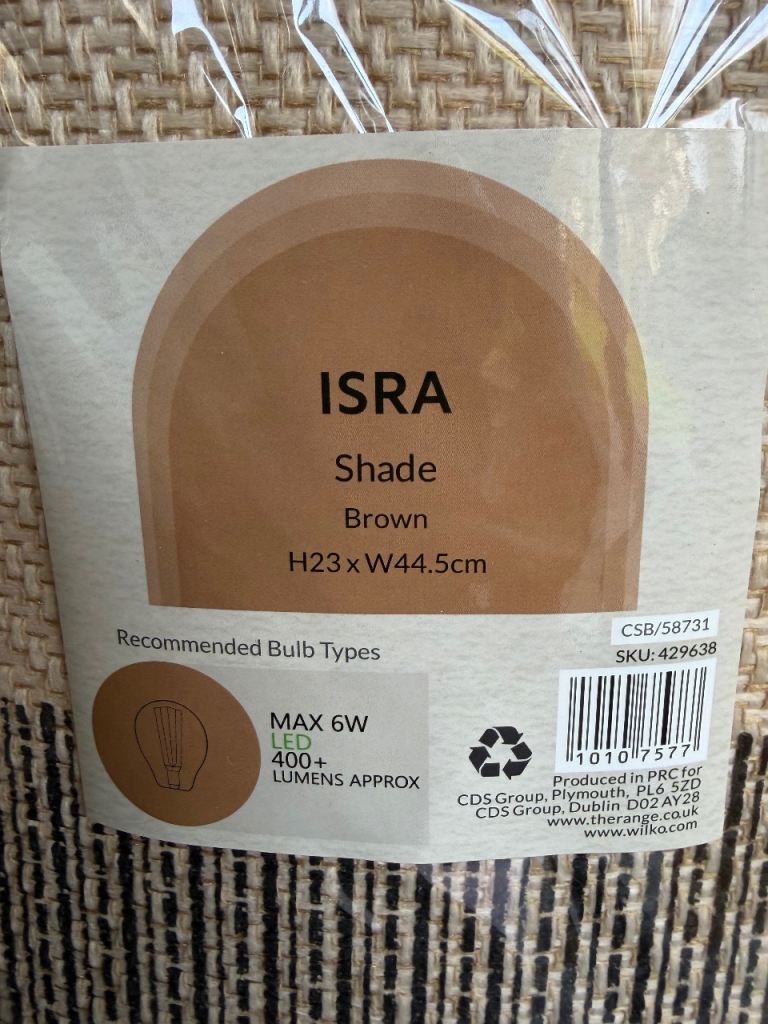 ISRA
Shade
Brown
H23 x W44.5cm
Recommended Bulb Types
MAX 6W
LED
400+
LUMENS APPROX
CSB/58731
SKU: 429638
1010 7577
Produced in PRC for
CDS Group, Plymouth, PL6 5ZD
CDS Group, Dublin D02 AY28
www.therange.co.uk
www.wilko.com